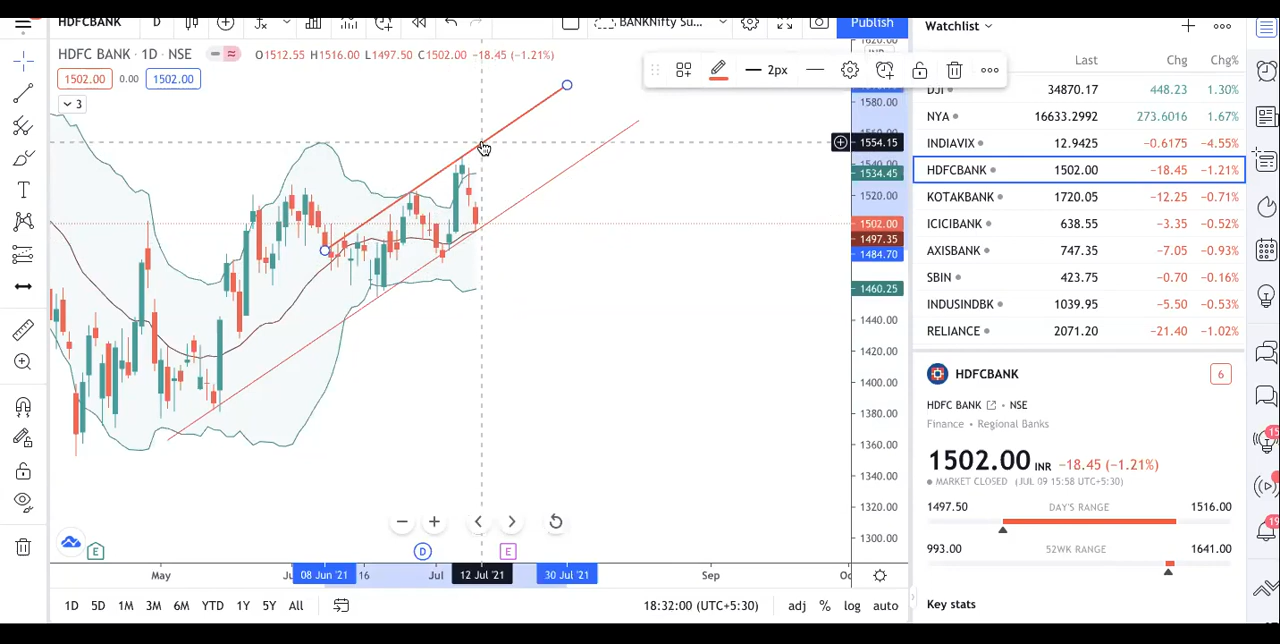 HDFCBANK D BANKNifty Su... Publish
HDFC BANK · 1D · NSE O1512.55 H1516.00 L1497.50 C1502.00 −18.45 (−1.21%)
1502.00 0.00 1502.00
3
2px
1580.00
1554.15
1534.45
1520.00
1502.00
1497.35
1484.70
1460.25
1440.00
1420.00
1400.00
1380.00
1360.00
1340.00
1320.00
1300.00
E D E
May 08 Jun '21 16 Jul 12 Jul '21 30 Jul '21 Sep
1D 5D 1M 3M 6M YTD 1Y 5Y All 18:32:00 (UTC+5:30) adj % log auto
Watchlist
Last Chg Chg%
DJI 34870.17 448.23 1.30%
NYA 16633.2992 273.6016 1.67%
INDIAVIX 12.9425 −0.6175 −4.55%
HDFCBANK 1502.00 −18.45 −1.21%
KOTAKBANK 1720.05 −12.25 −0.71%
ICICIBANK 638.55 −3.35 −0.52%
AXISBANK 747.35 −7.05 −0.93%
SBIN 423.75 −0.70 −0.16%
INDUSINDBK 1039.95 −5.50 −0.53%
RELIANCE 2071.20 −21.40 −1.02%
HDFCBANK 6
HDFC BANK · NSE
Finance · Regional Banks
1502.00 INR −18.45 (−1.21%)
MARKET CLOSED (JUL 09 15:58 UTC+5:30)
1497.50 DAY'S RANGE 1516.00
993.00 52WK RANGE 1641.00
Key stats